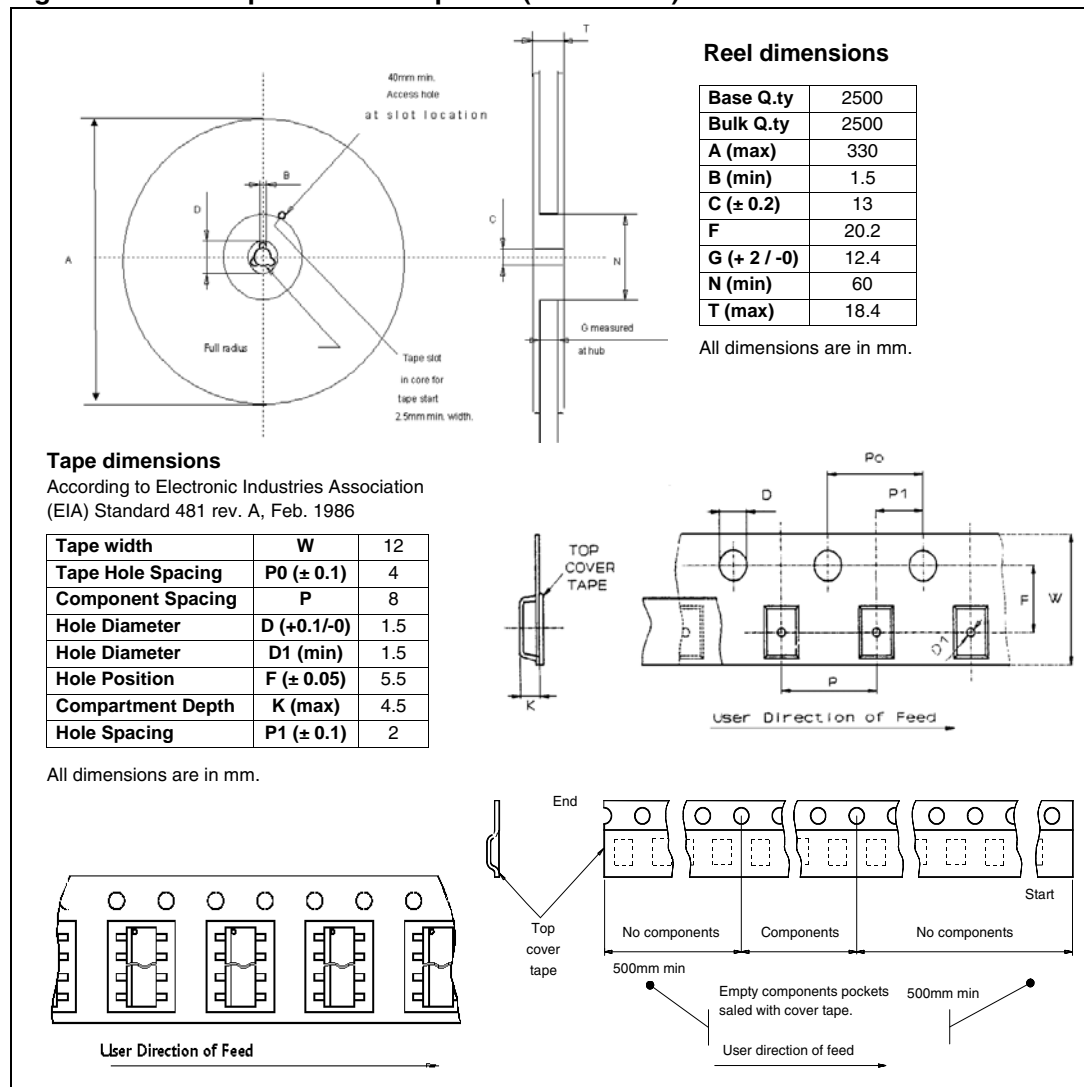 T
40mm min.
Access hole
at slot location
B
D
C
A
N
Full radius
G measured
at hub
Tape slot
in core for
tape start
2.5mm min. width.
Reel dimensions
Base Q.ty 2500
Bulk Q.ty 2500
A (max) 330
B (min) 1.5
C (± 0.2) 13
F 20.2
G (+ 2 / -0) 12.4
N (min) 60
T (max) 18.4
All dimensions are in mm.
Tape dimensions
According to Electronic Industries Association
(EIA) Standard 481 rev. A, Feb. 1986
Tape width W 12
Tape Hole Spacing P0 (± 0.1) 4
Component Spacing P 8
Hole Diameter D (+0.1/-0) 1.5
Hole Diameter D1 (min) 1.5
Hole Position F (± 0.05) 5.5
Compartment Depth K (max) 4.5
Hole Spacing P1 (± 0.1) 2
All dimensions are in mm.
Po
D
P1
TOP
COVER
TAPE
F
W
D1
P
K
User Direction of Feed
End
Start
Top
cover
tape
No components
Components
No components
500mm min
Empty components pockets
saled with cover tape.
500mm min
User direction of feed
User Direction of Feed